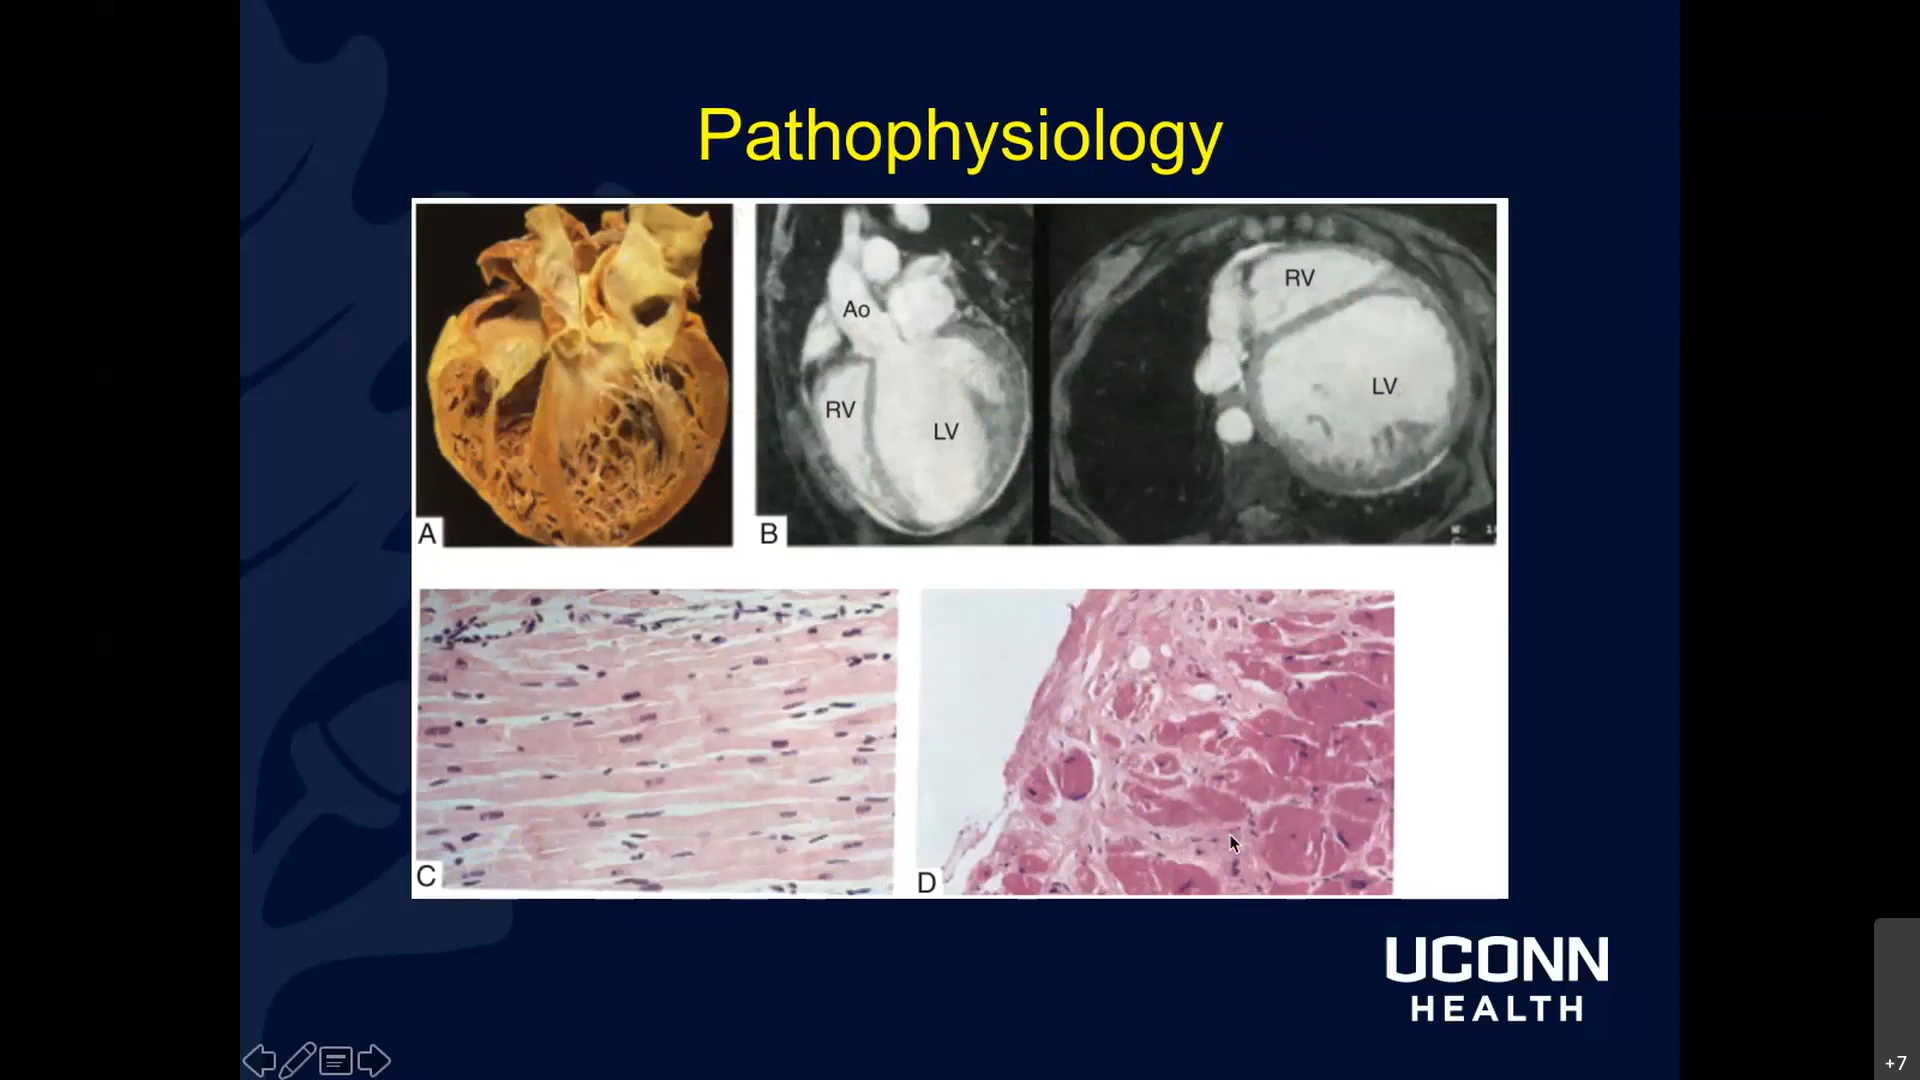 Pathophysiology
Ao
RV
LV
RV
LV
A
B
C
D
UCONN
HEALTH
+7